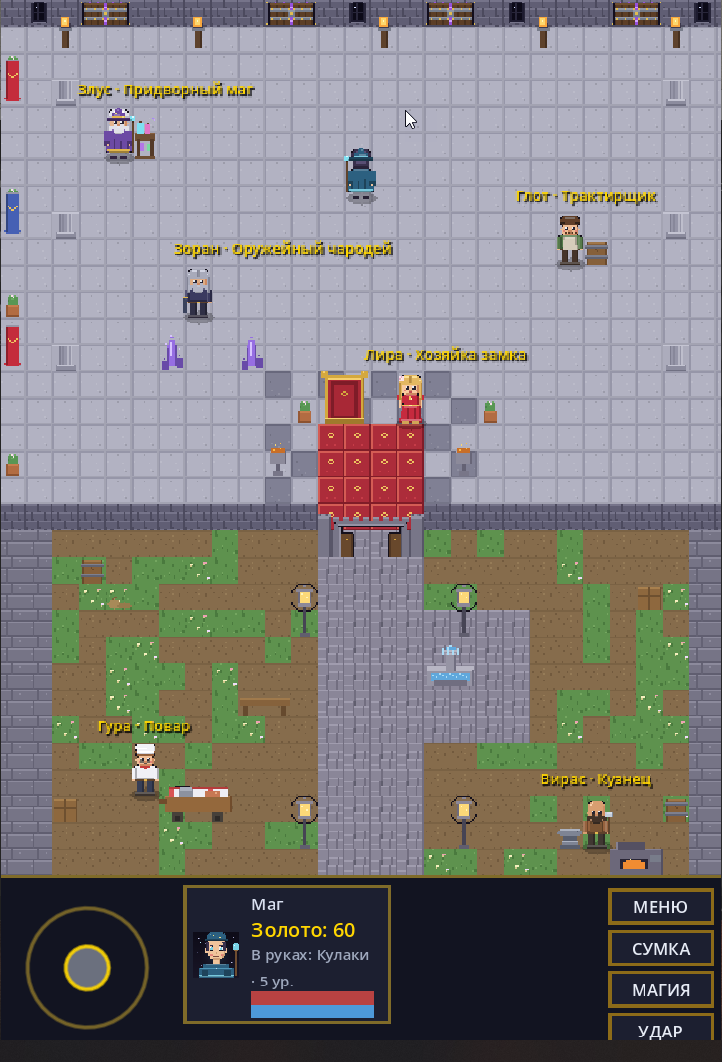 Злус · Придворный маг
Глот · Трактирщик
Зоран · Оружейный чародей
Лира · Хозяйка замка
Гура · Повар
Вирас · Кузнец
Маг
Золото: 60
В руках: Кулаки
· 5 ур.
МЕНЮ
СУМКА
МАГИЯ
УДАР